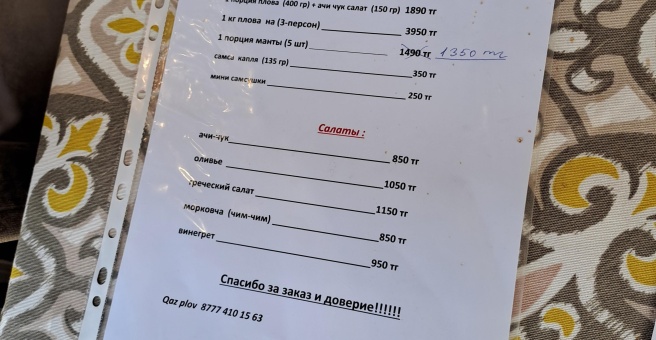 1 порция плова (400 гр) + ачи чүк салат (150 гр) 1890 тг
1 кг плова на (3-персон) 3950 тг
1 порция манты (5 шт) 1490 тг 1350 тг
самса капля (135 гр) 350 тг
мини самсушки 250 тг
Салаты :
ачи-чук 850 тг
оливье 1050 тг
греческий салат 1150 тг
морковча (чим-чим) 850 тг
винегрет 950 тг
Спасибо за заказ и доверие!!!!!!
Qaz plov 8777 410 15 63